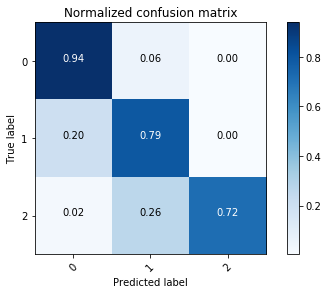 Normalized confusion matrix
True label
0 0.94 0.06 0.00
1 0.20 0.79 0.00
2 0.02 0.26 0.72
0 1 2
Predicted label
0.8
0.6
0.4
0.2